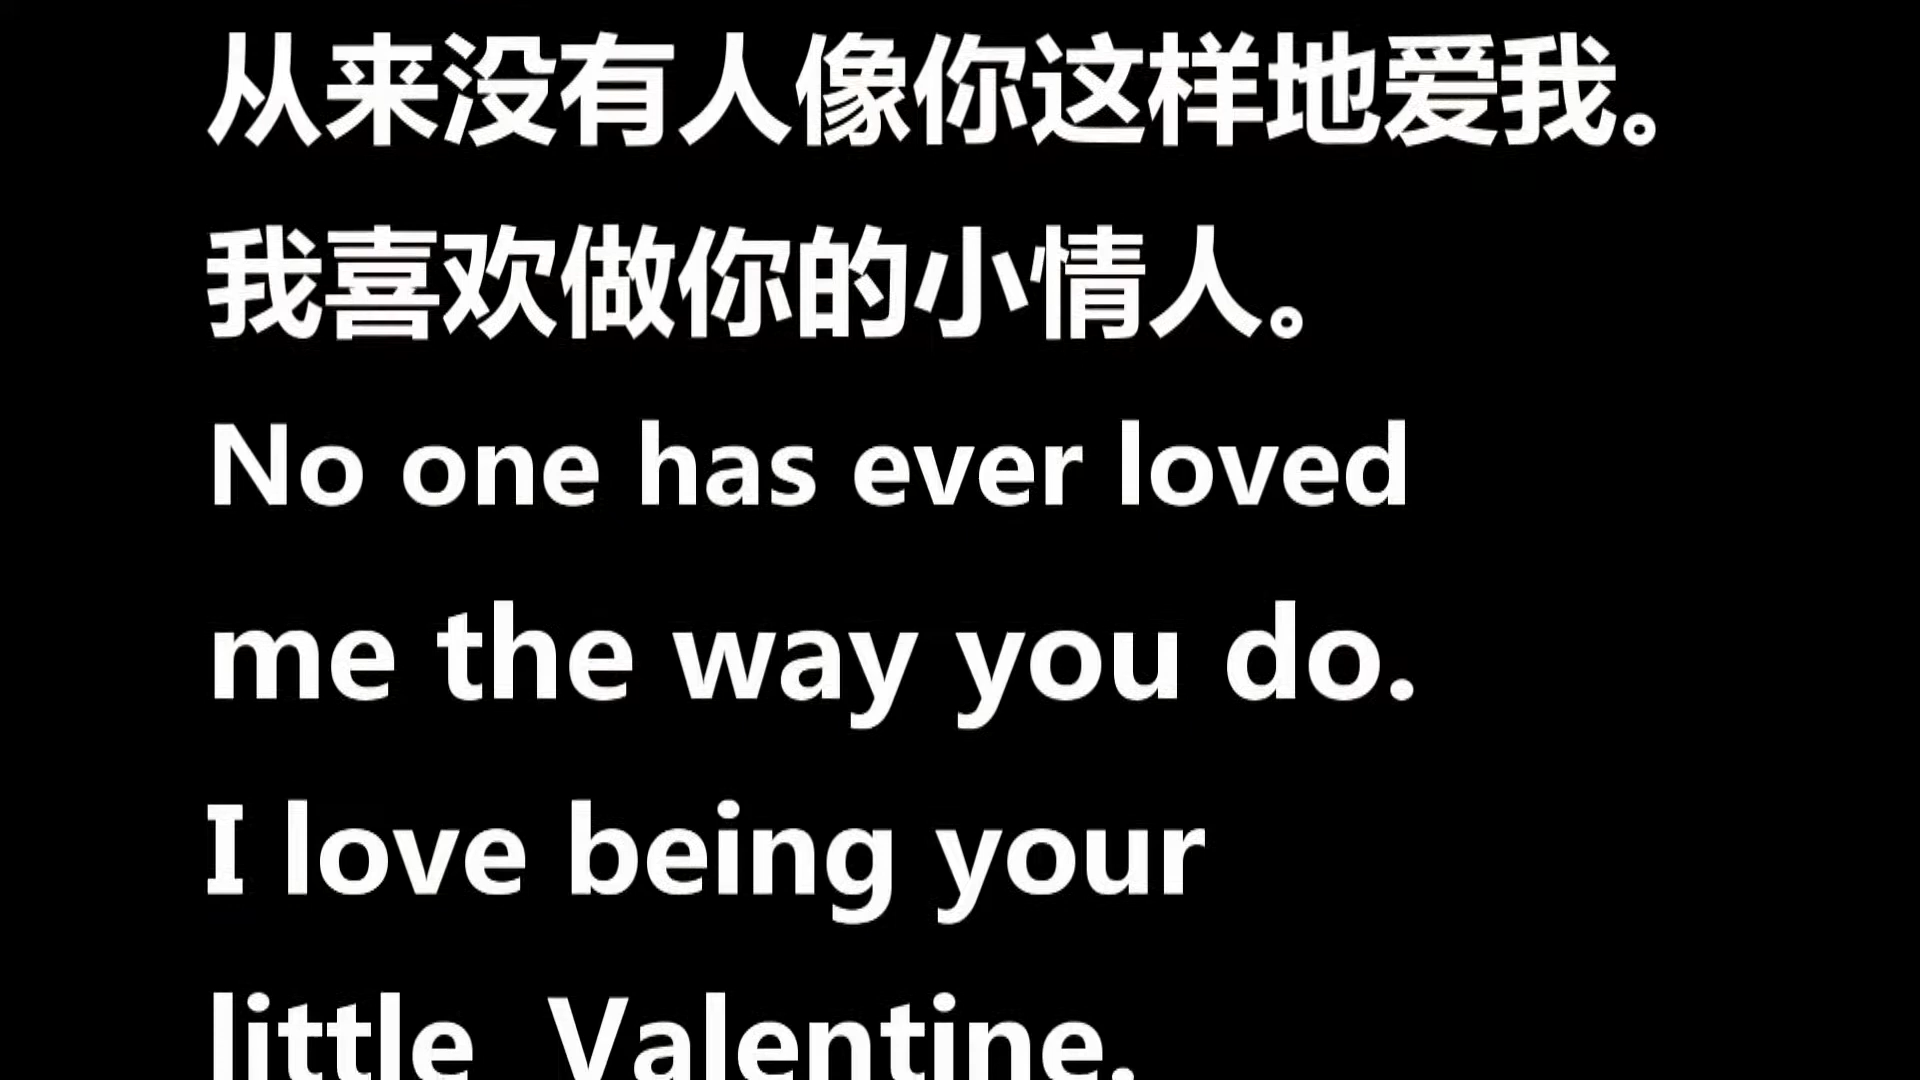 从来没有人像你这样地爱我。
我喜欢做你的小情人。
No one has ever loved
me the way you do.
I love being your
little Valentine.